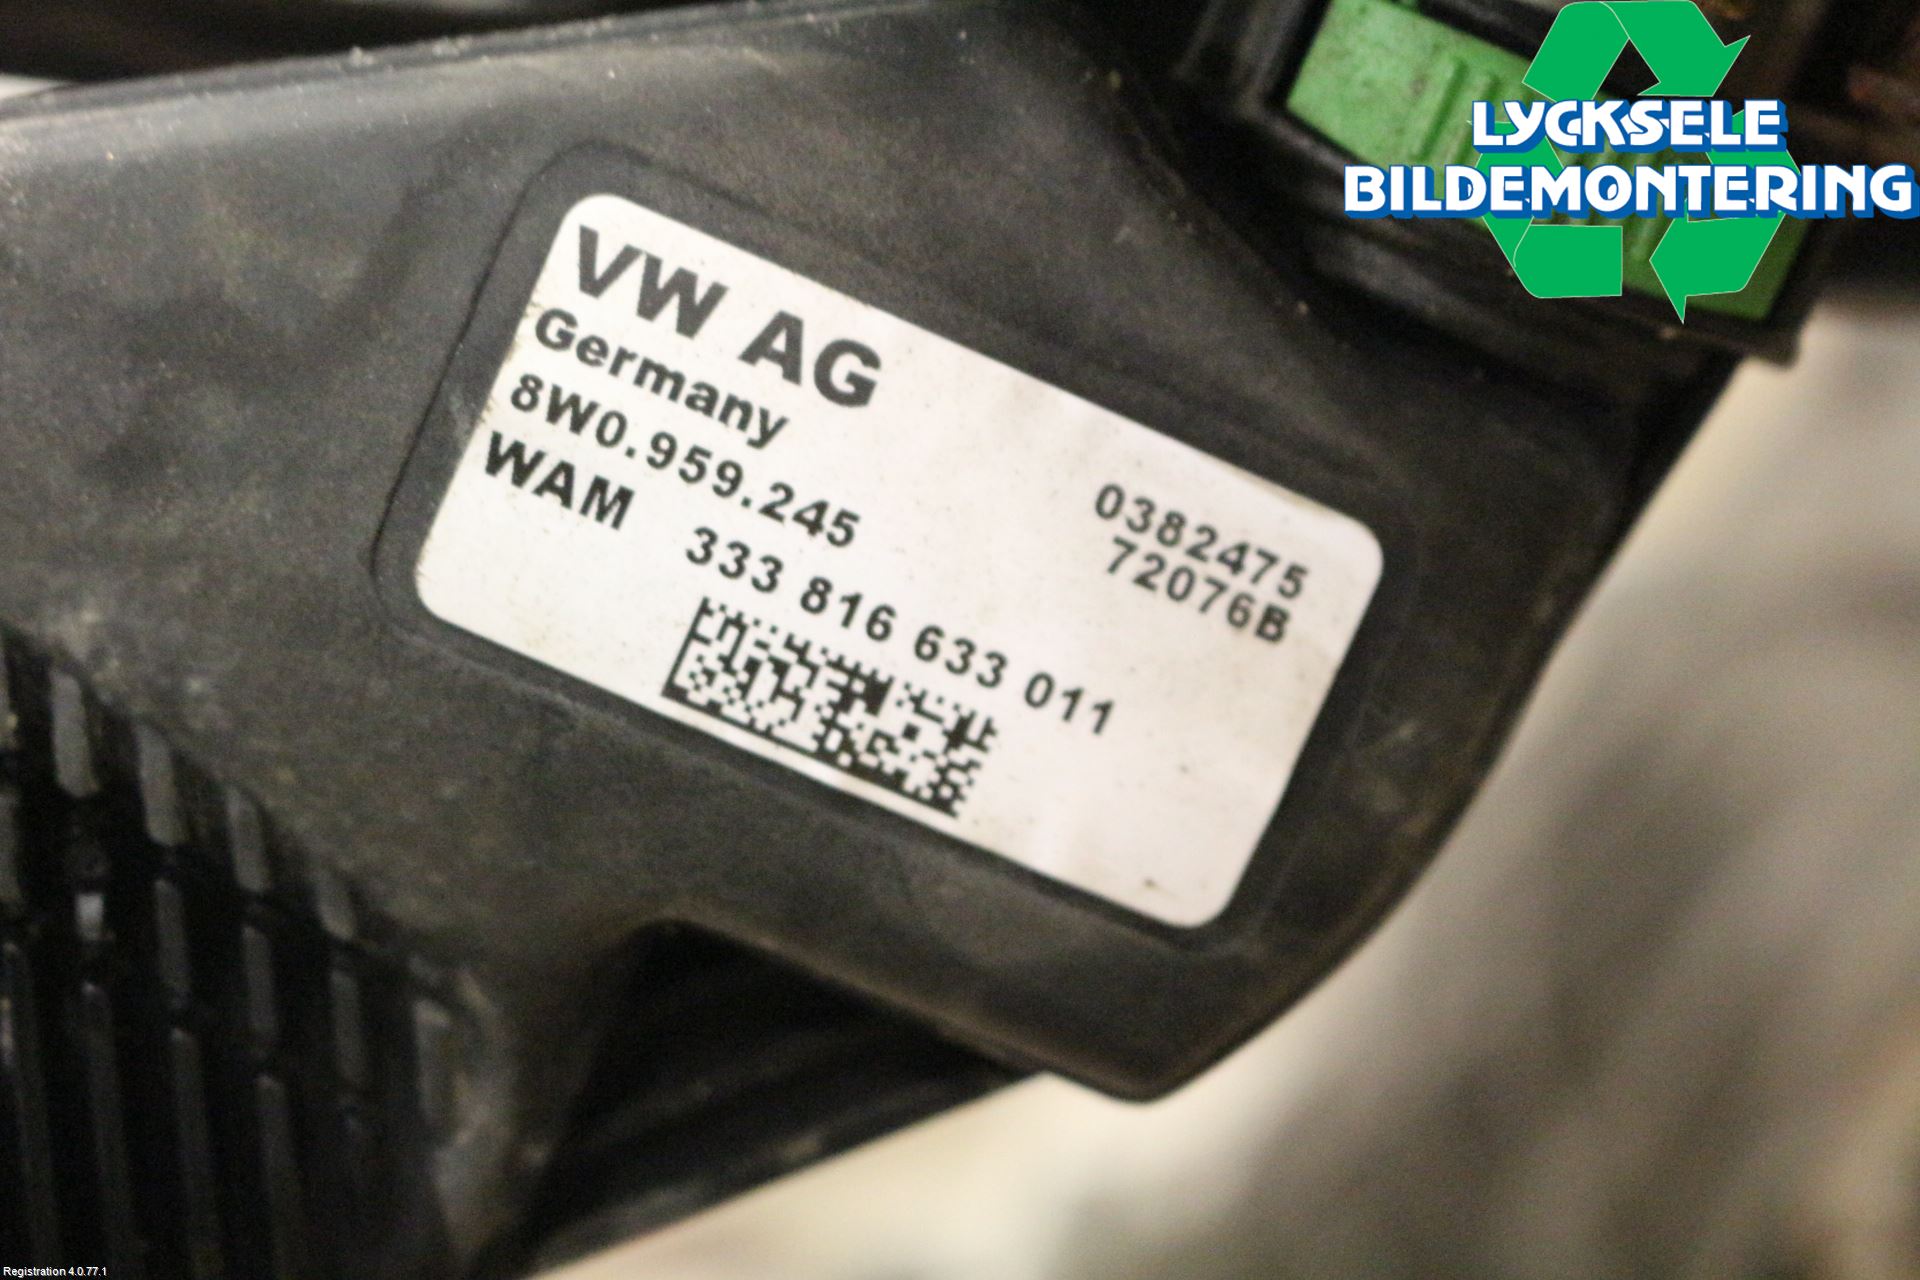 LYCKSELE
BILDEMONTERING
VW AG
Germany
8W0.959.245
WAM 333 816 633 011
0382475
72076B
Registration 4.0.77.1